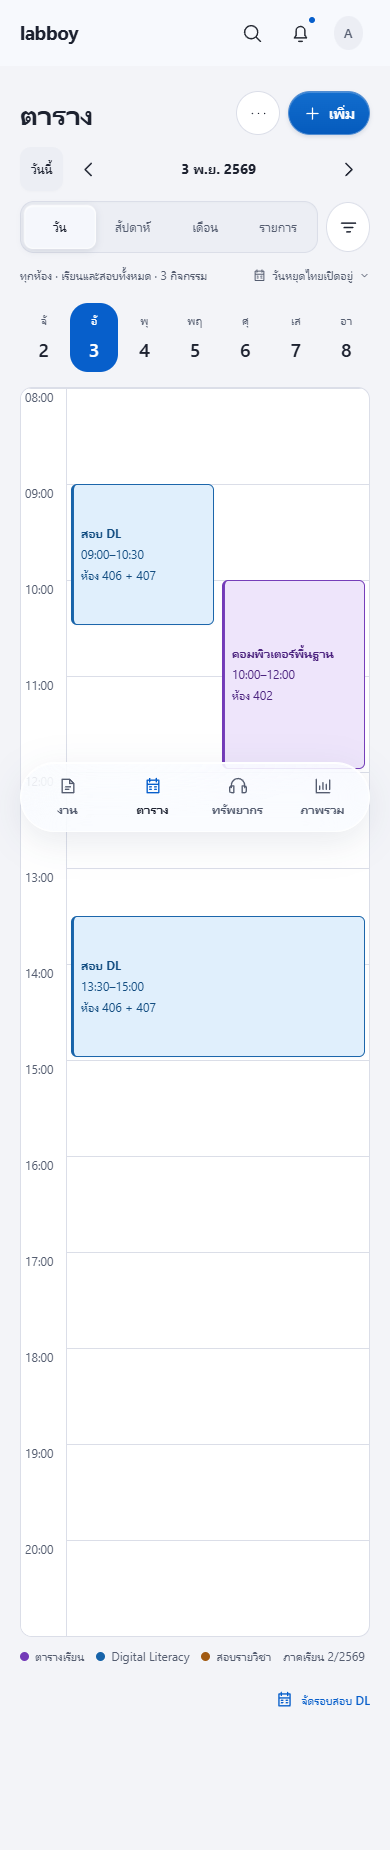 labboy
A
ตาราง
เพิ่ม
วันนี้
3 พ.ย. 2569
วัน สัปดาห์ เดือน รายการ
ทุกห้อง · เรียนและสอบทั้งหมด · 3 กิจกรรม
วันหยุดไทยเปิดอยู่
จ อ พ พฤ ศ ส อา
2 3 4 5 6 7 8
08:00
09:00
สอบ DL
09:00–10:30
ห้อง 406 + 407
10:00
คอมพิวเตอร์พื้นฐาน
10:00–12:00
ห้อง 402
11:00
12:00
งาน ตาราง ทรัพยากร ภาพรวม
13:00
สอบ DL
13:30–15:00
ห้อง 406 + 407
14:00
15:00
16:00
17:00
18:00
19:00
20:00
ตารางเรียน Digital Literacy สอบรายวิชา ภาคเรียน 2/2569
จัดรอบสอบ DL